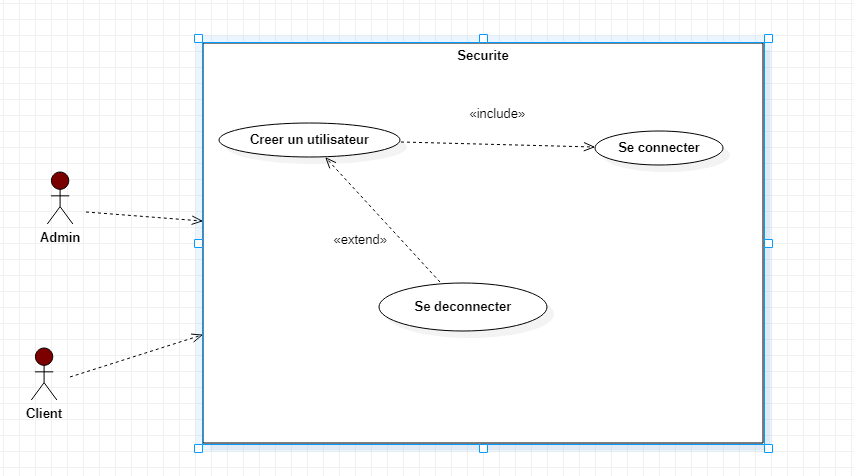 Securite
«include»
Creer un utilisateur
Se connecter
Admin
«extend»
Se deconnecter
Client